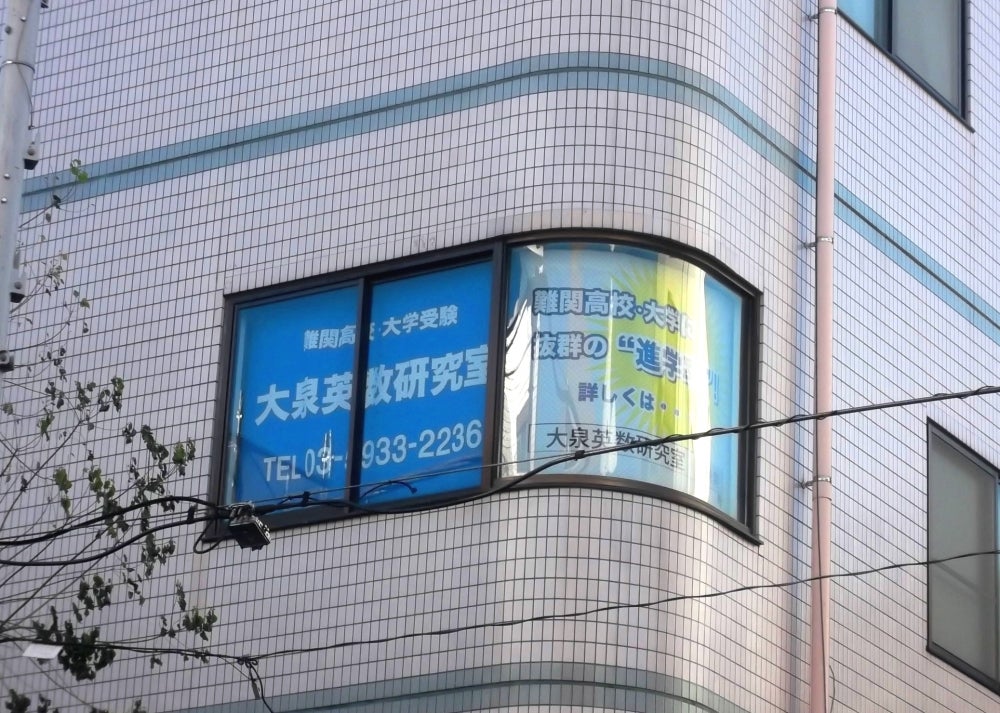 難関高校・大学受験
大泉英数研究室
TEL03- 933-2236
難関高校・大学に
抜群の“進学
詳しくは・・
大泉英数研究室